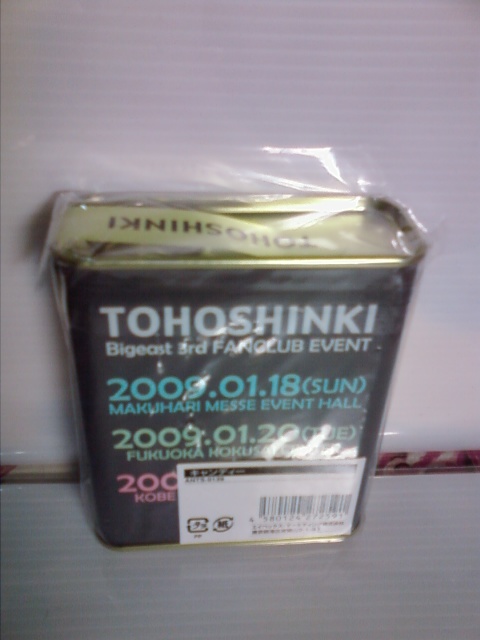 TOHOSHINKI
TOHOSHINKI
Bigeast 3rd FANCLUB EVENT
2009.01.18(SUN)
MAKUHARI MESSE EVENT HALL
2009.01.20(TUE)
FUKUOKA
200
KOBE
キャンディー